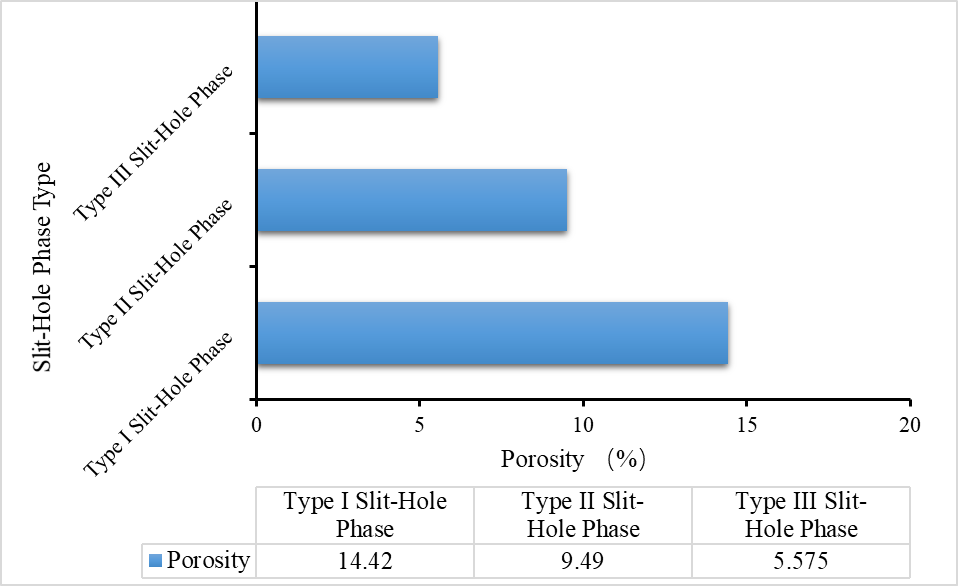 Type III Slit-Hole Phase
Type II Slit-Hole Phase
Type I Slit-Hole Phase
Slit-Hole Phase Type
0 5 10 15 20
Porosity （%）
Type I Slit-Hole
Phase
Type II Slit-
Hole Phase
Type III Slit-
Hole Phase
Porosity 14.42 9.49 5.575